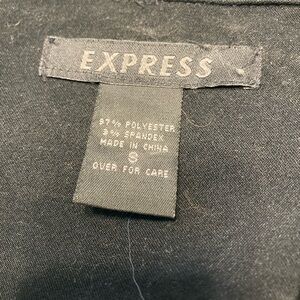 EXPRESS
97% POLYESTER
3% SPANDEX
MADE IN CHINA
S
OVER FOR CARE